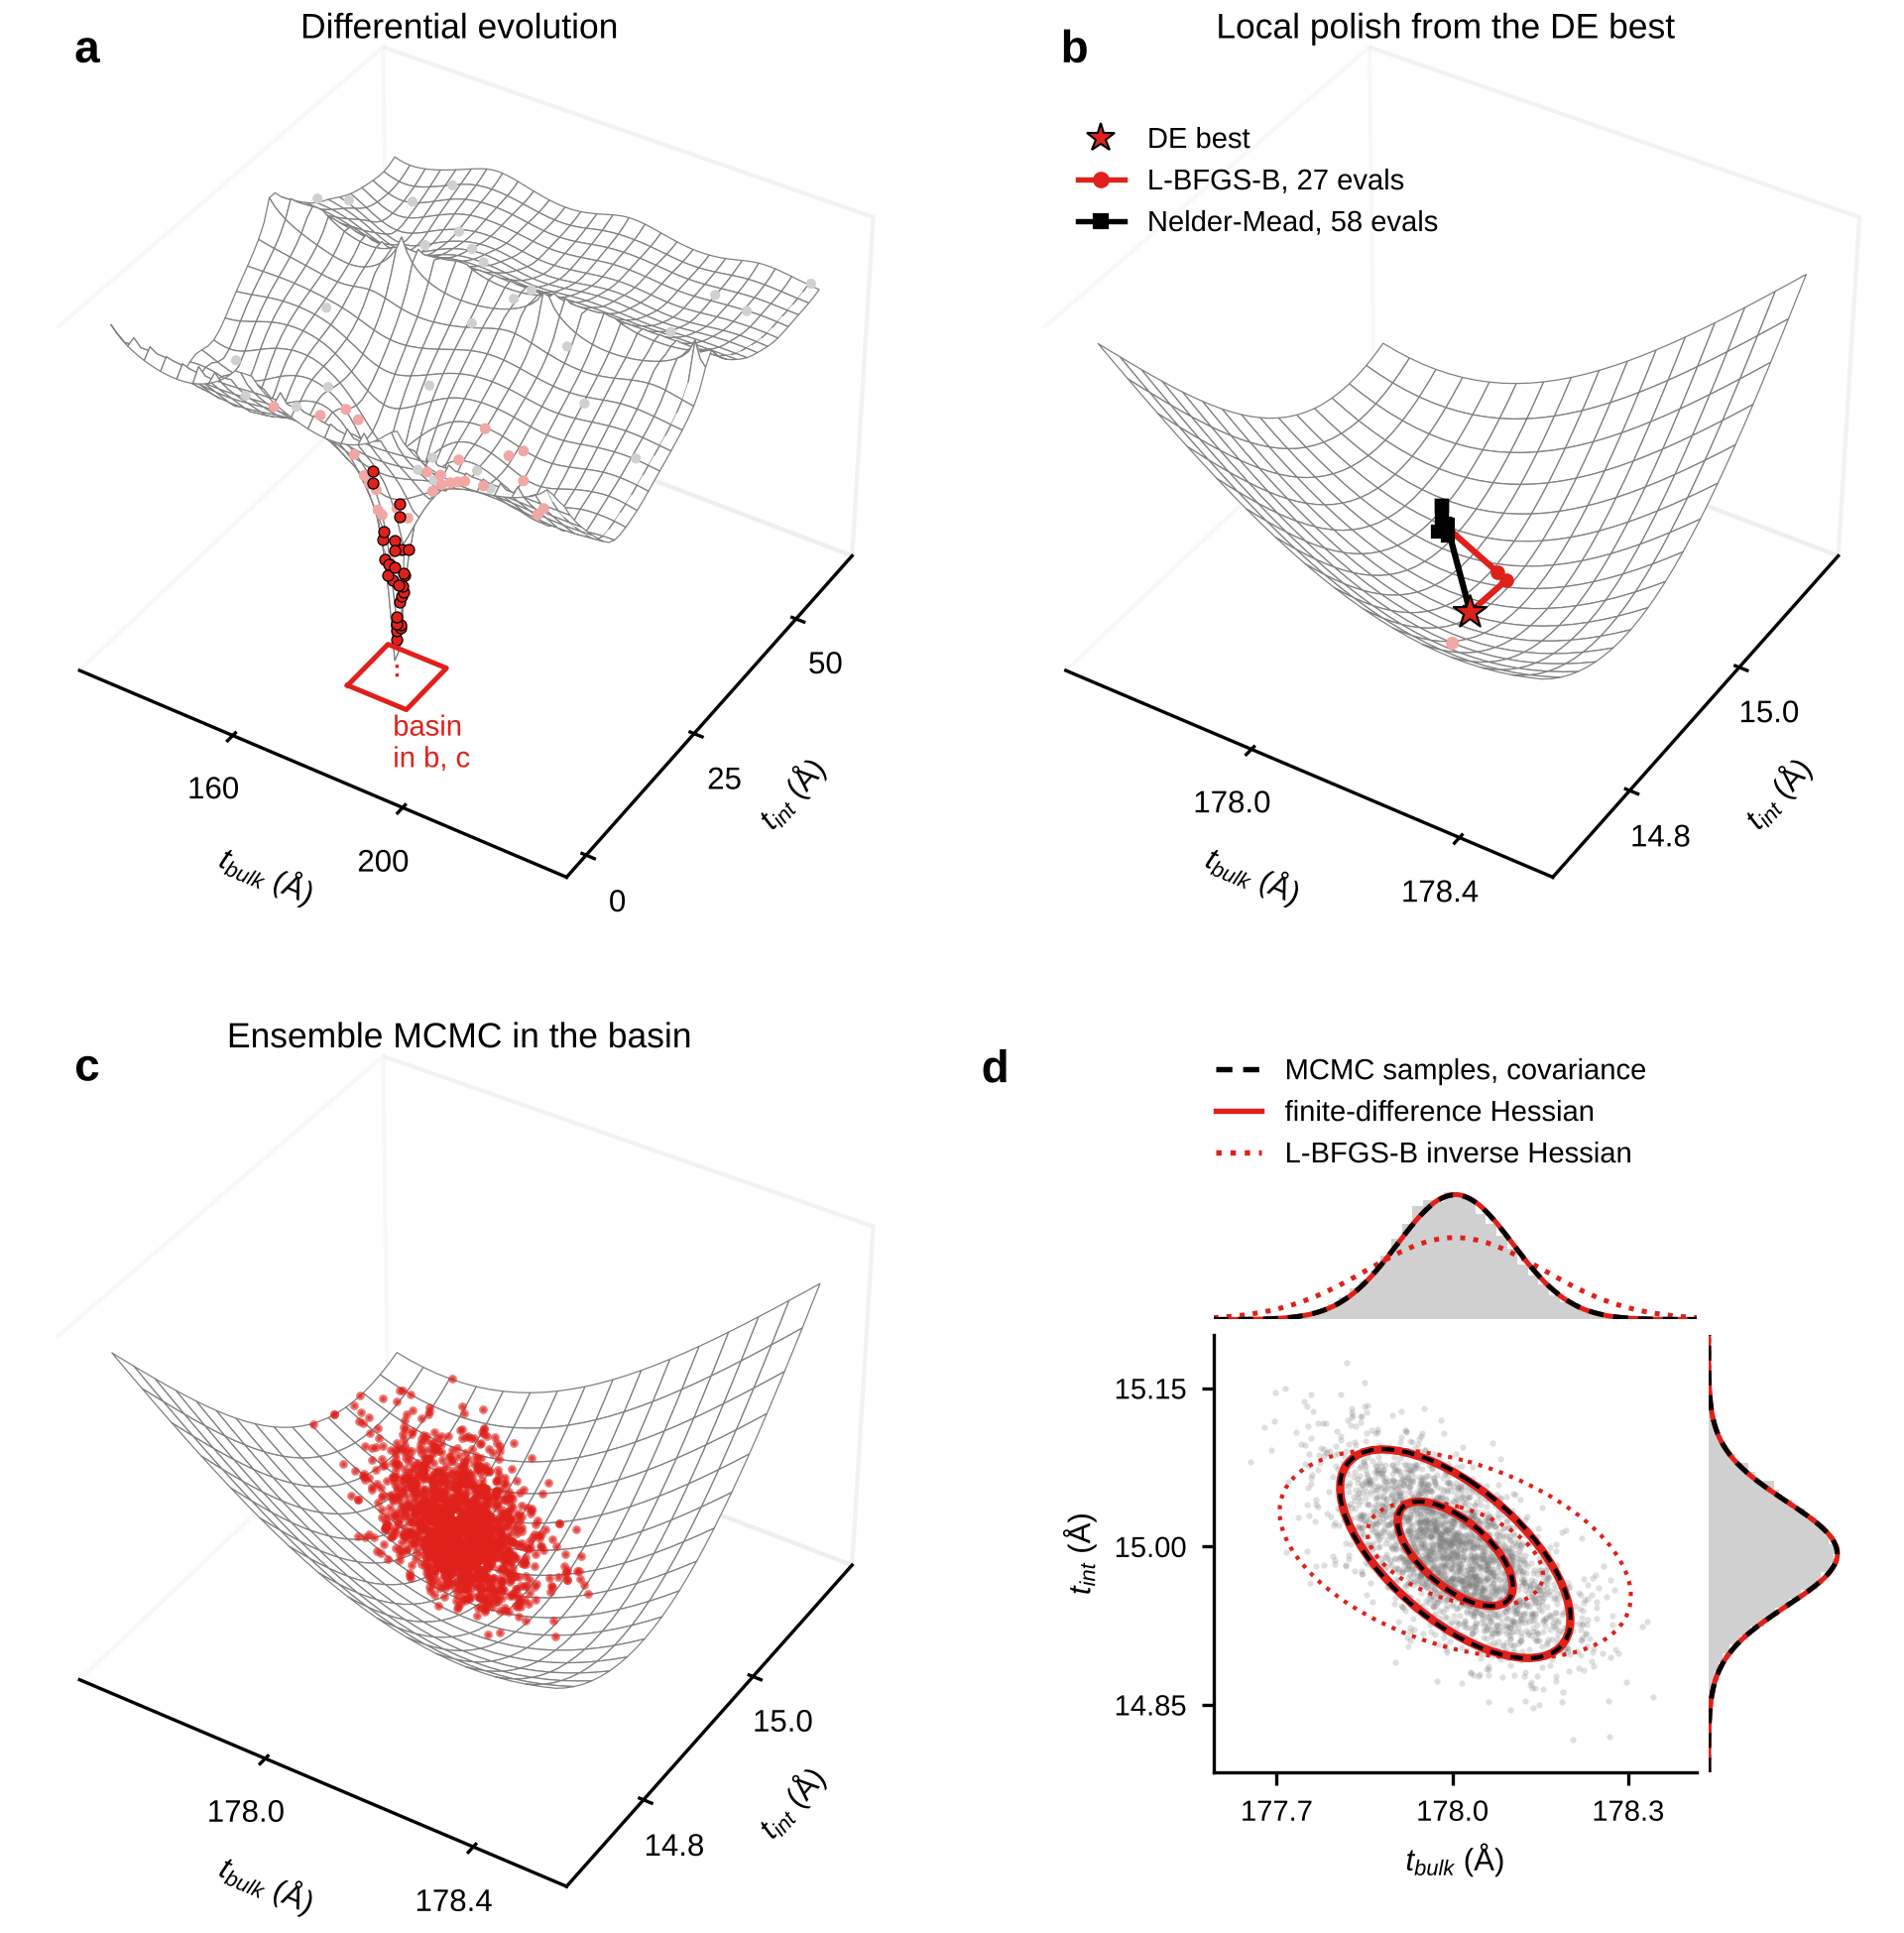 a
Differential evolution
basin
in b, c
160
200
t_bulk (Å)
0
25
50
t_int (Å)
b
Local polish from the DE best
DE best
L-BFGS-B, 27 evals
Nelder-Mead, 58 evals
178.0
178.4
t_bulk (Å)
14.8
15.0
t_int (Å)
c
Ensemble MCMC in the basin
178.0
178.4
t_bulk (Å)
14.8
15.0
t_int (Å)
d
MCMC samples, covariance
finite-difference Hessian
L-BFGS-B inverse Hessian
15.15
15.00
14.85
t_int (Å)
177.7
178.0
178.3
t_bulk (Å)